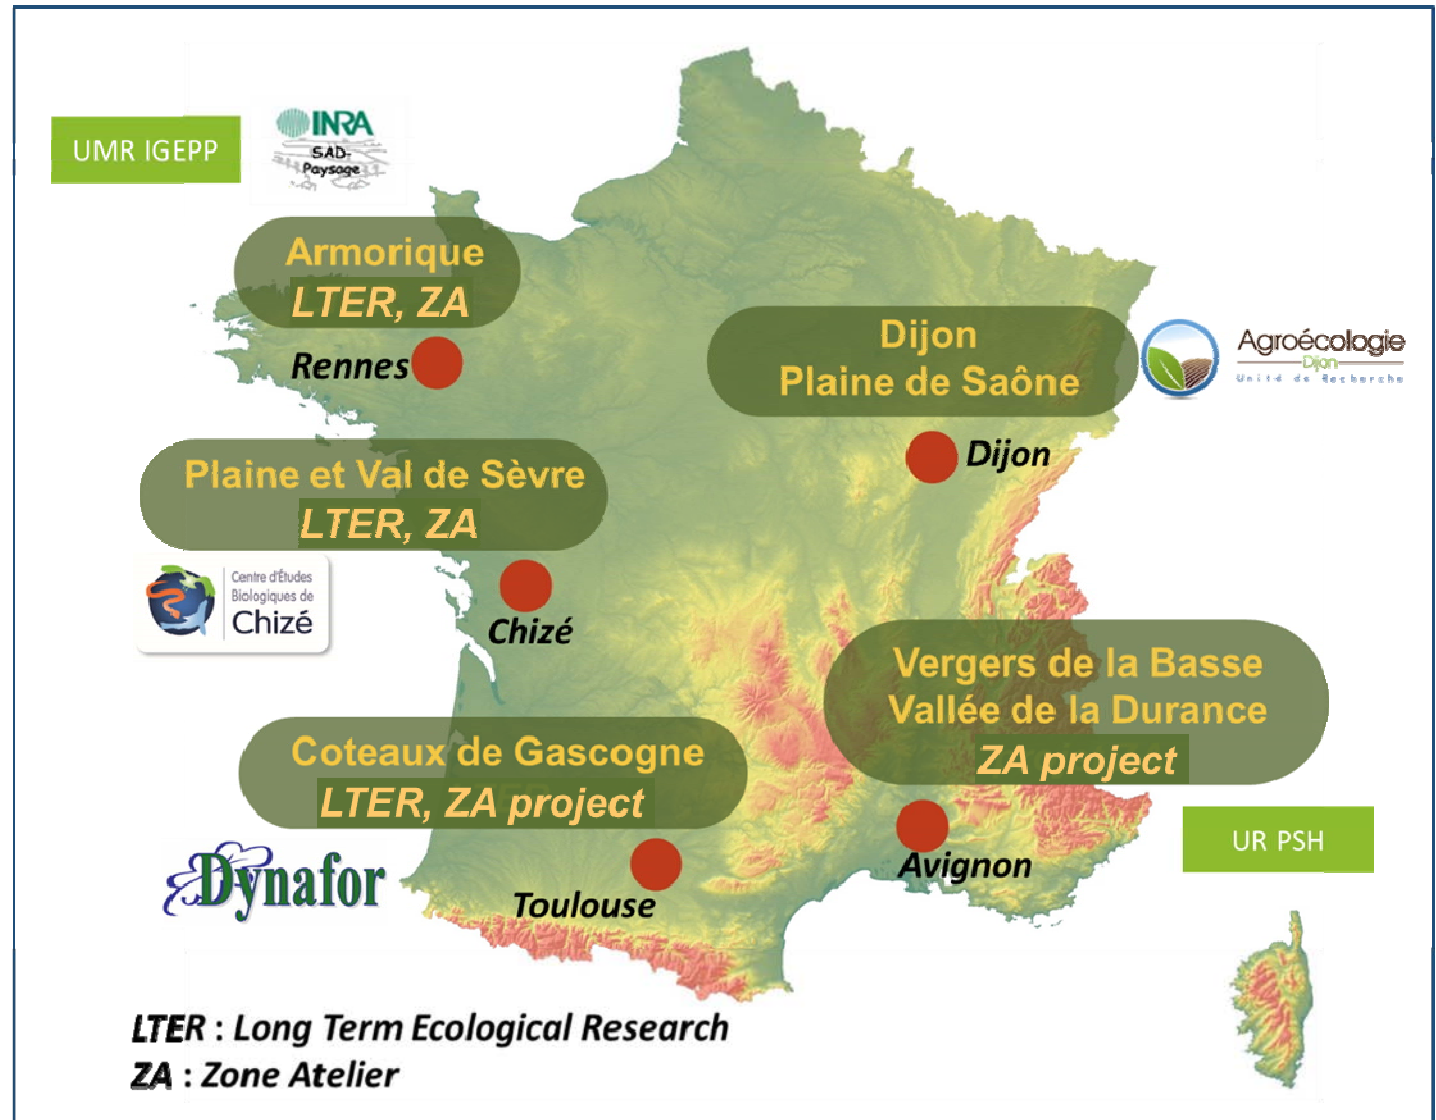 UMR IGEPP
INRA
SAD-
Paysage
Armorique
LTER, ZA
Rennes
Dijon
Plaine de Saône
Agroécologie
Dijon
Unité de Recherche
Dijon
Plaine et Val de Sèvre
LTER, ZA
Centre d'Études
Biologiques de
Chizé
Chizé
Vergers de la Basse
Vallée de la Durance
ZA project
Coteaux de Gascogne
LTER, ZA project
Avignon
UR PSH
Dynafor
Toulouse
LTER : Long Term Ecological Research
ZA : Zone Atelier